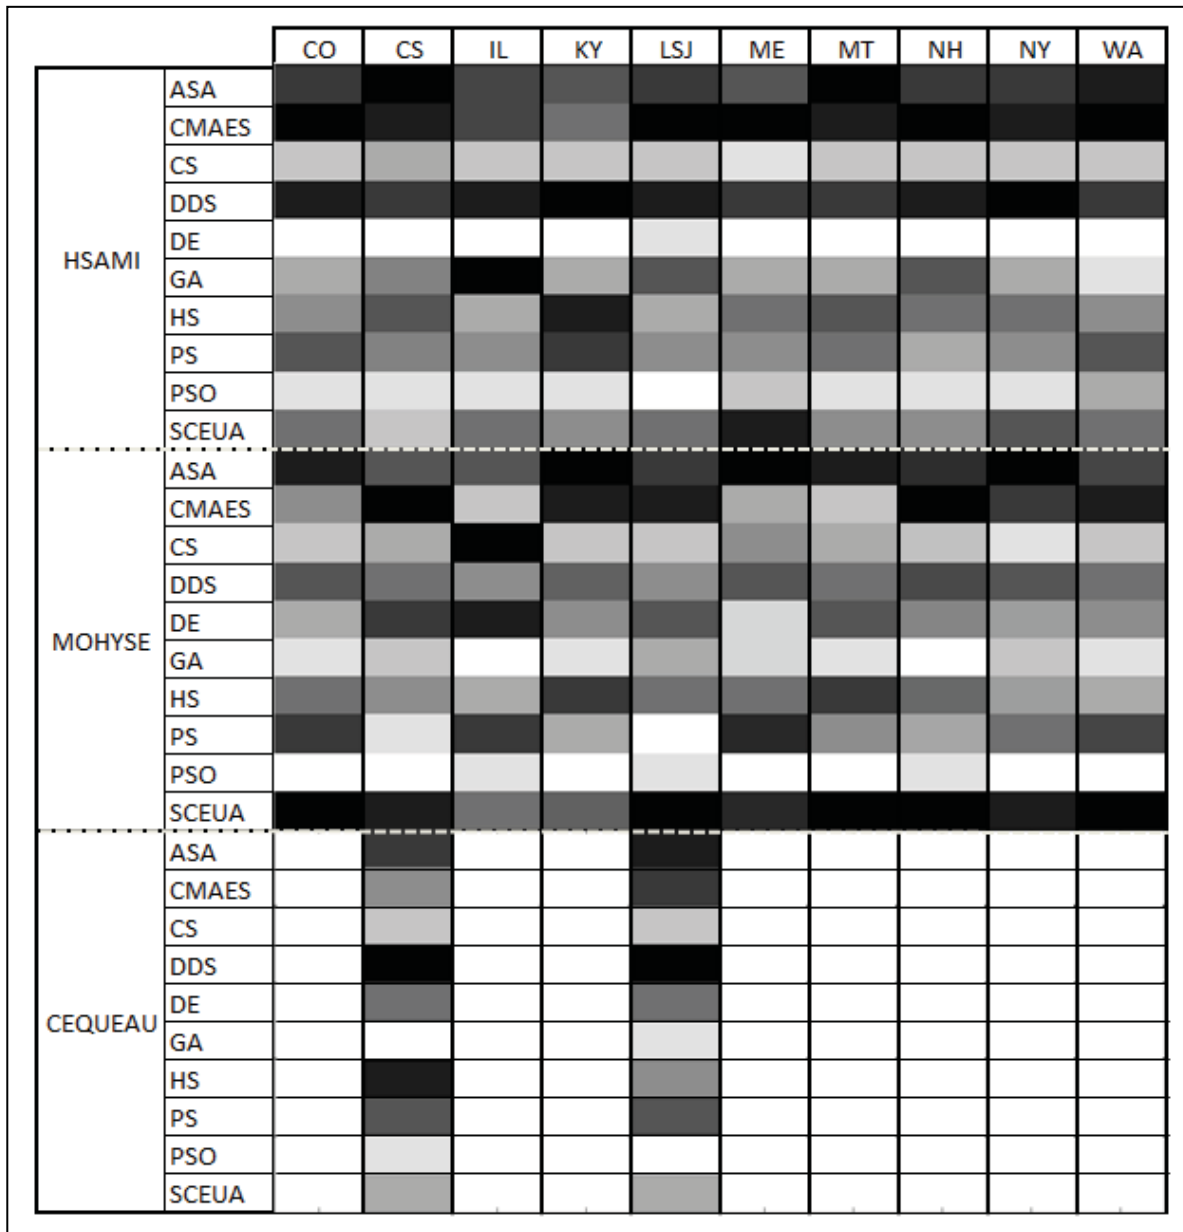 CO CS IL KY LSJ ME MT NH NY WA
HSAMI
ASA
CMAES
CS
DDS
DE
GA
HS
PS
PSO
SCEUA
MOHYSE
ASA
CMAES
CS
DDS
DE
GA
HS
PS
PSO
SCEUA
CEQUEAU
ASA
CMAES
CS
DDS
DE
GA
HS
PS
PSO
SCEUA